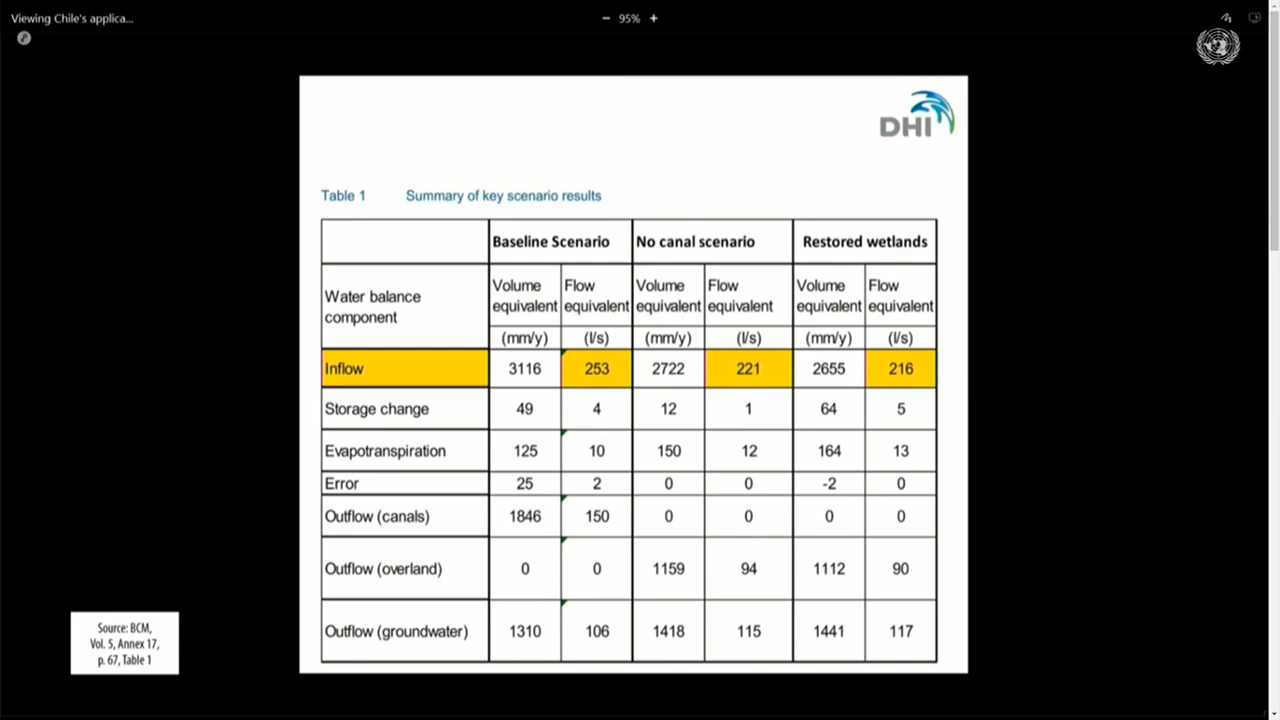 Viewing Chile's applica...
− 95% +
DHI
Table 1 Summary of key scenario results
Baseline Scenario No canal scenario Restored wetlands
Water balance component
Volume equivalent Flow equivalent Volume equivalent Flow equivalent Volume equivalent Flow equivalent
(mm/y) (l/s) (mm/y) (l/s) (mm/y) (l/s)
Inflow 3116 253 2722 221 2655 216
Storage change 49 4 12 1 64 5
Evapotranspiration 125 10 150 12 164 13
Error 25 2 0 0 -2 0
Outflow (canals) 1846 150 0 0 0 0
Outflow (overland) 0 0 1159 94 1112 90
Outflow (groundwater) 1310 106 1418 115 1441 117
Source: BCM,
Vol. 5, Annex 17,
p. 67, Table 1